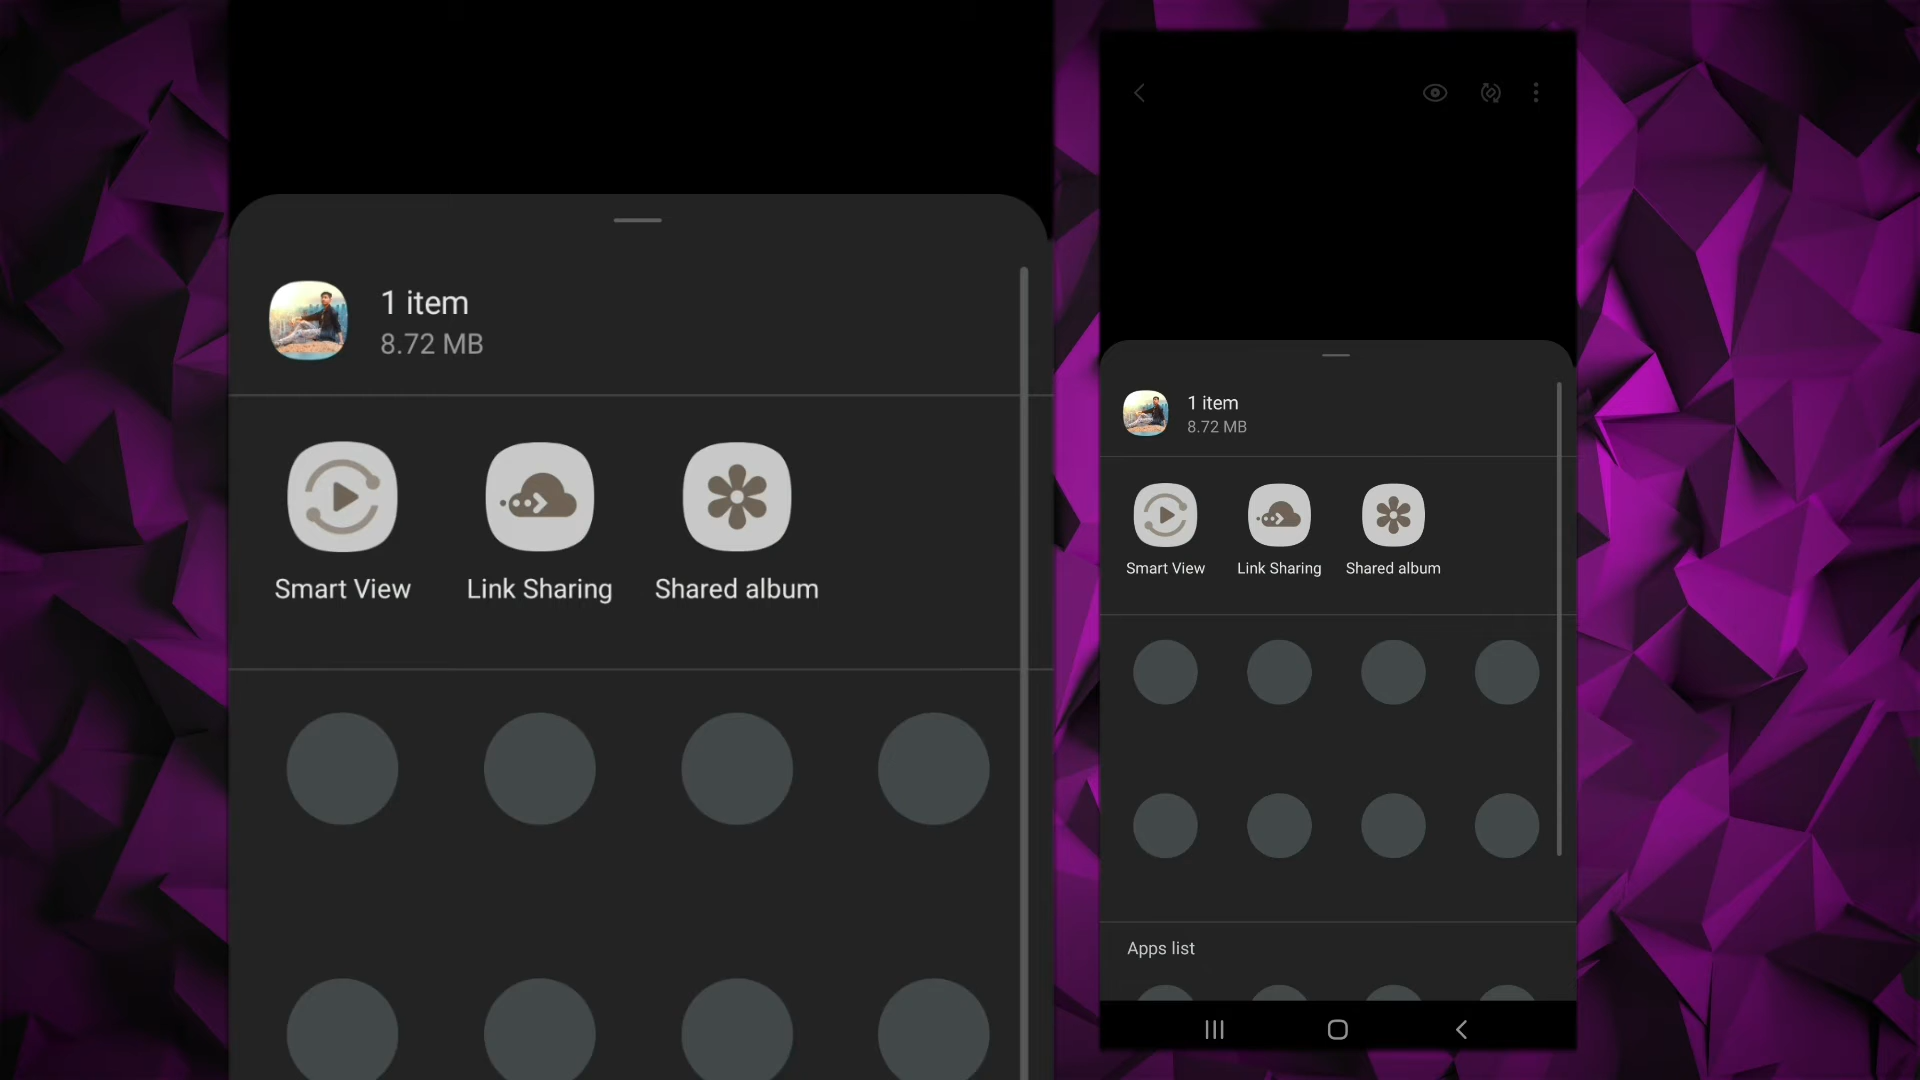 1 item
8.72 MB
Smart View
Link Sharing
Shared album
1 item
8.72 MB
Smart View
Link Sharing
Shared album
Apps list